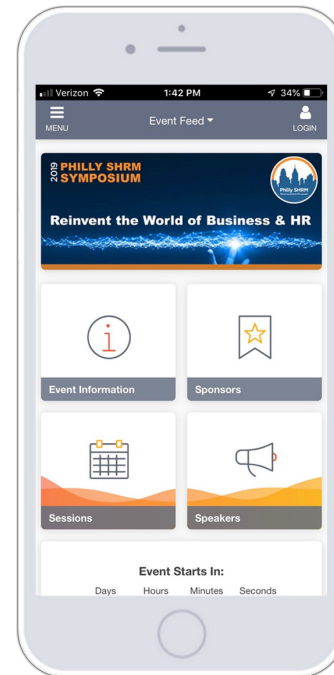 Verizon 1:42 PM 34%
MENU Event Feed LOGIN
2019 PHILLY SHRM
SYMPOSIUM
Philly SHRM
Reinvent the World of Business & HR
Event Information Sponsors
Sessions Speakers
Event Starts In:
Days Hours Minutes Seconds